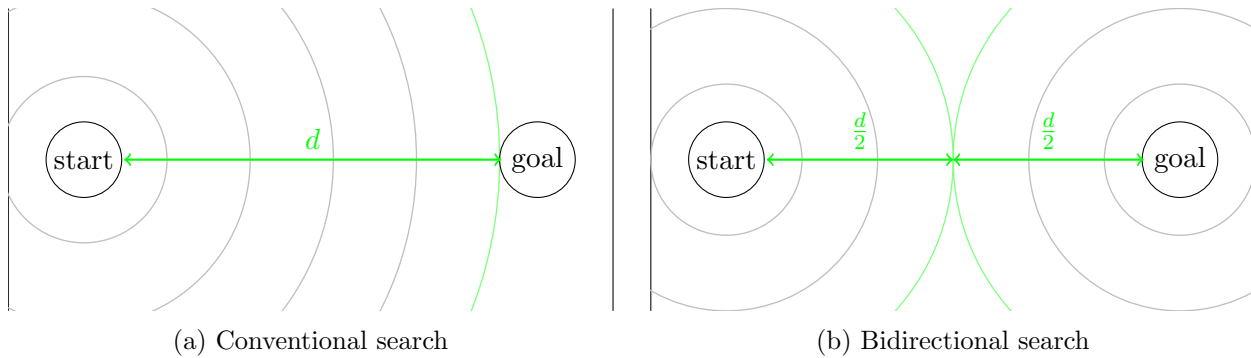 start
d
goal
start
d/2
d/2
goal
(a) Conventional search
(b) Bidirectional search